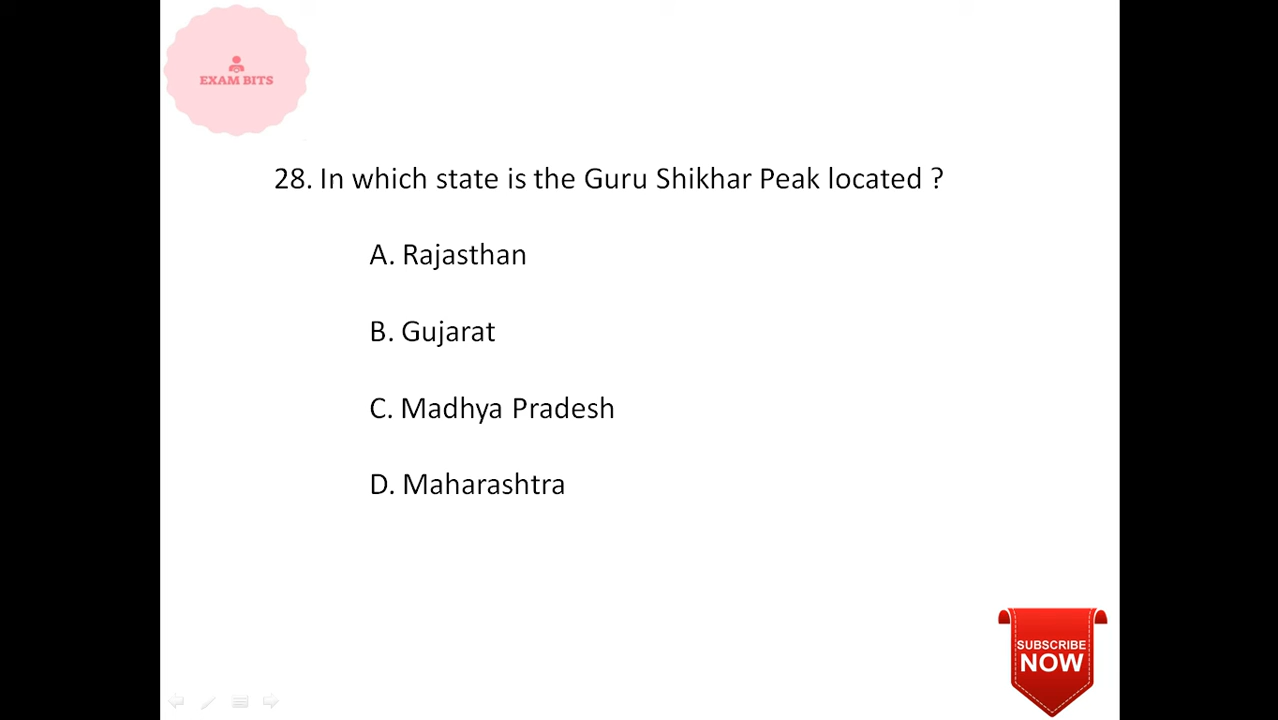 EXAM BITS
28. In which state is the Guru Shikhar Peak located ?
A. Rajasthan
B. Gujarat
C. Madhya Pradesh
D. Maharashtra
SUBSCRIBE
NOW